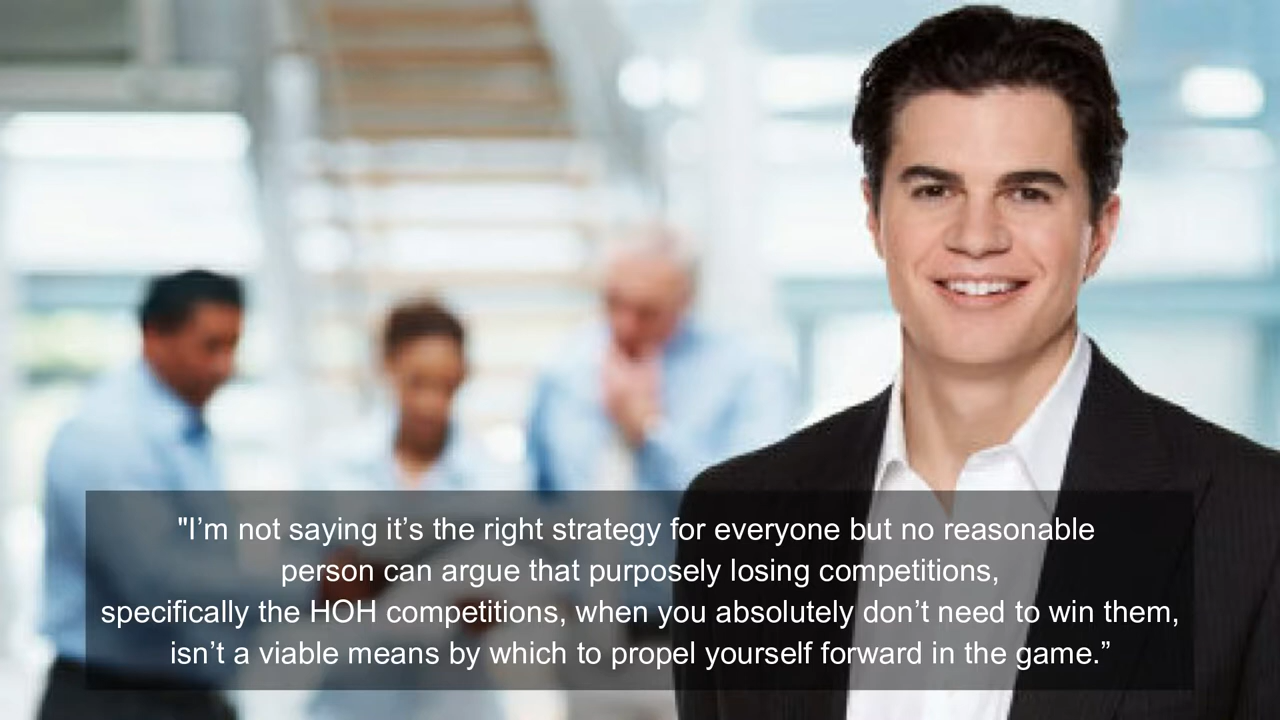 "I’m not saying it’s the right strategy for everyone but no reasonable
person can argue that purposely losing competitions,
specifically the HOH competitions, when you absolutely don’t need to win them,
isn’t a viable means by which to propel yourself forward in the game.”